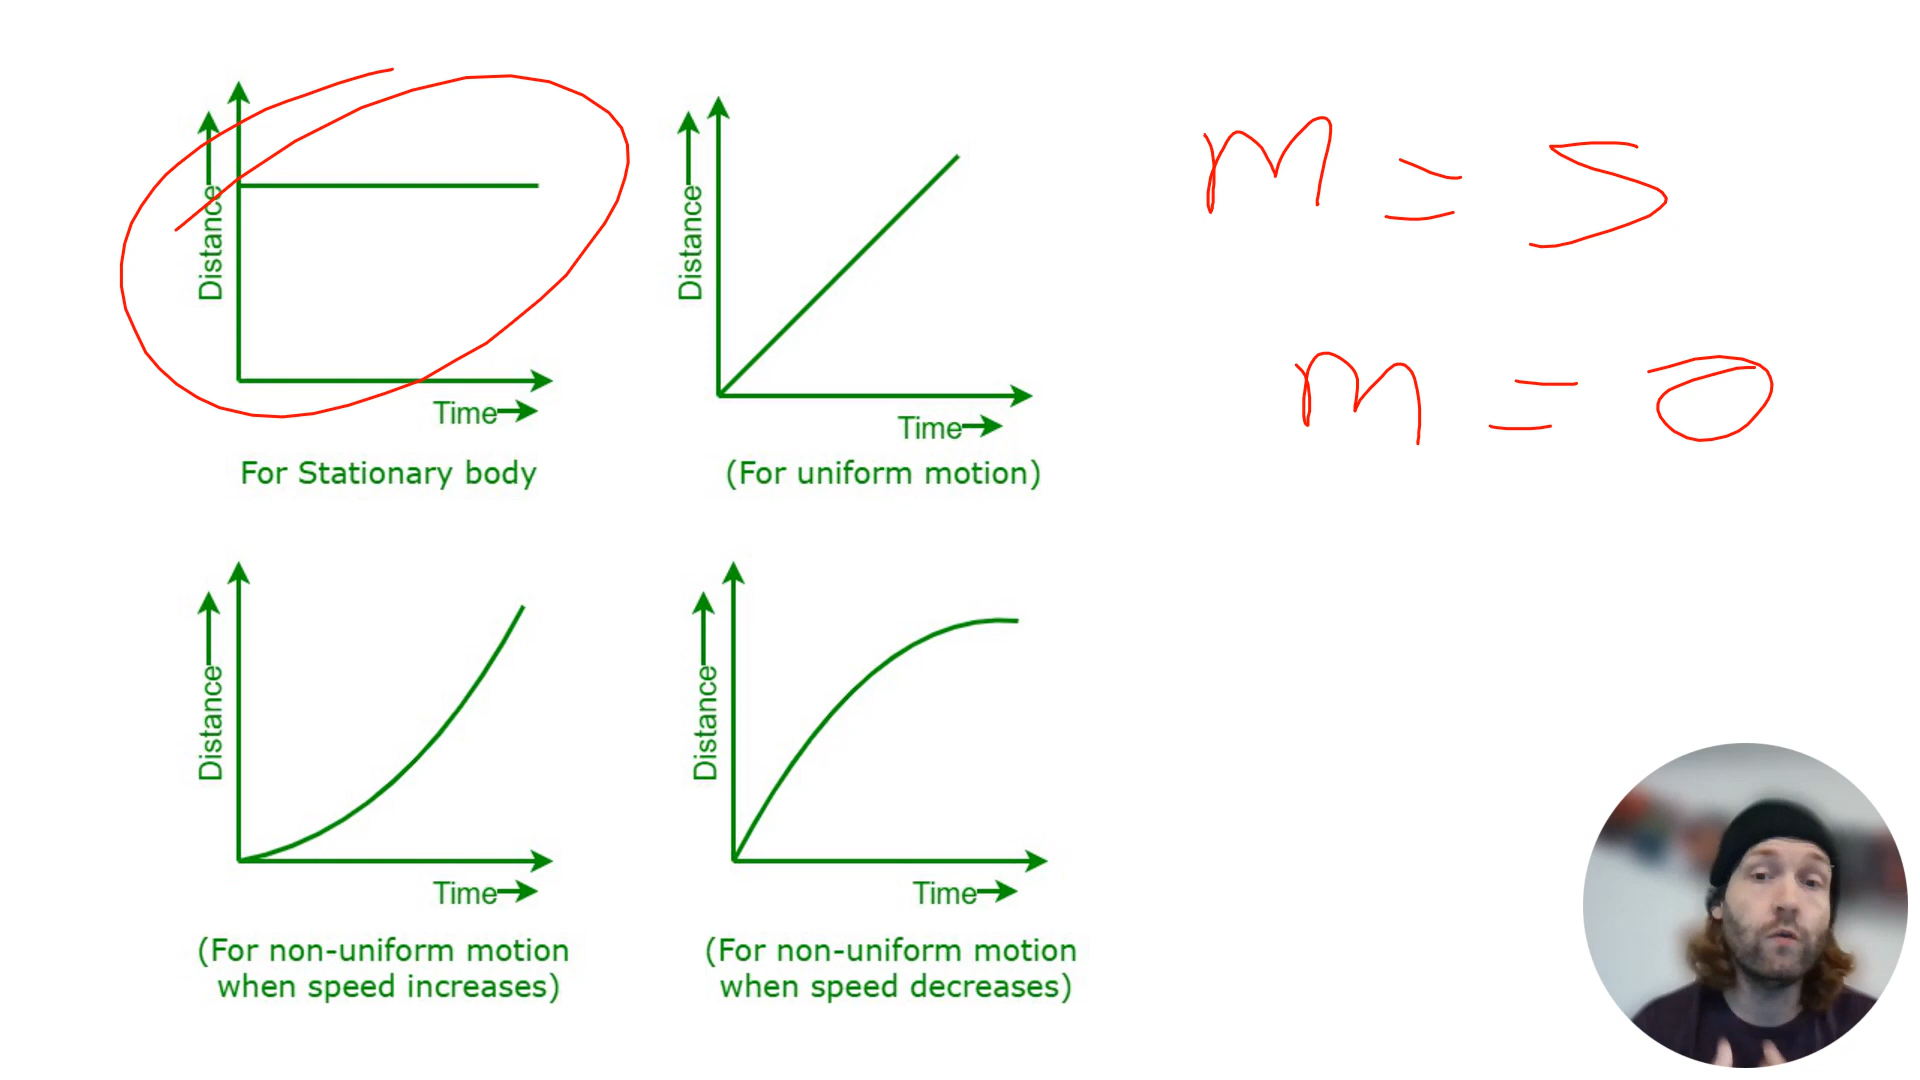 Distance
Time
For Stationary body
Distance
Time
(For uniform motion)
m = 5
m = 0
Distance
Time
(For non-uniform motion
when speed increases)
Distance
Time
(For non-uniform motion
when speed decreases)